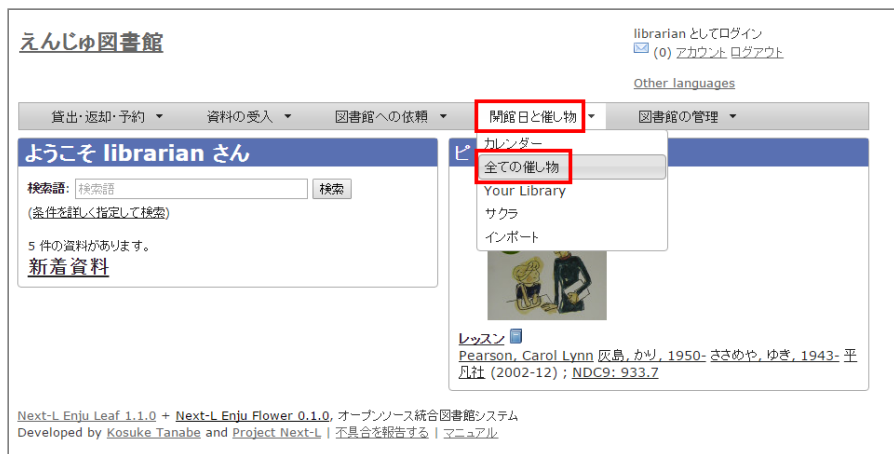 えんじゅ図書館
librarian としてログイン
(0) アカウント ログアウト
Other languages
貸出・返却・予約 ▼ 資料の受入 ▼ 図書館への依頼 ▼ 開館日と催し物 ▼ 図書館の管理 ▼
ようこそ librarian さん
検索語: 検索語 検索
(条件を詳しく指定して検索)
5 件の資料があります。
新着資料
ピ
カレンダー
全ての催し物
Your Library
サクラ
インポート
レッスン
Pearson, Carol Lynn 灰島, かり, 1950- ささめや, ゆき, 1943- 平
凡社 (2002-12) ; NDC9: 933.7
Next-L Enju Leaf 1.1.0 + Next-L Enju Flower 0.1.0, オープンソース統合図書館システム
Developed by Kosuke Tanabe and Project Next-L | 不具合を報告する | マニュアル